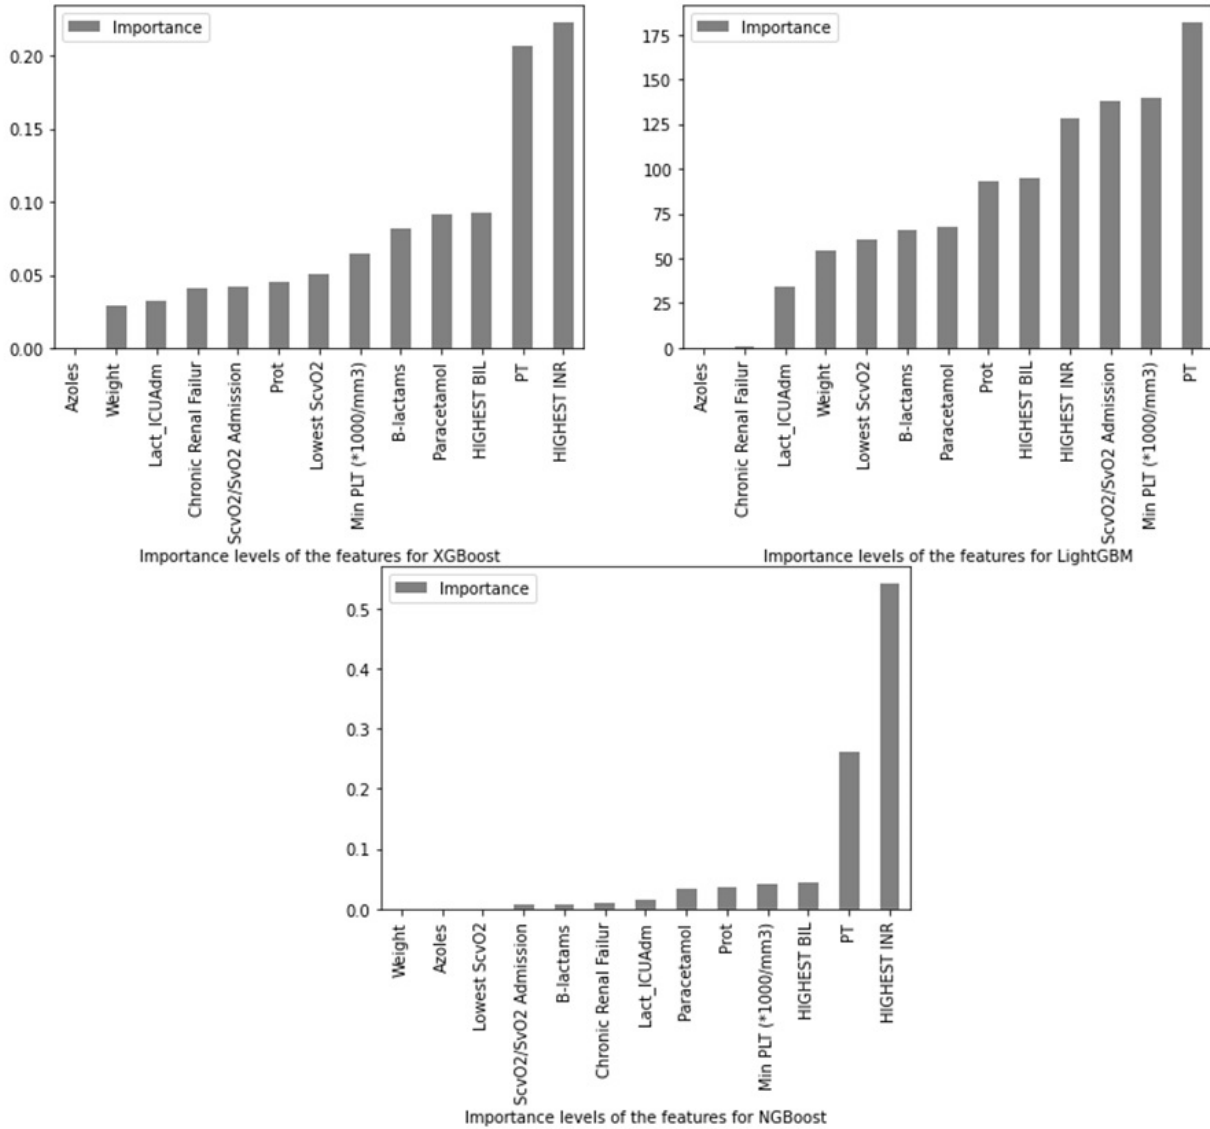 Importance
0.20
0.15
0.10
0.05
0.00
Azoles
Weight
Lact_ICUAdm
Chronic Renal Failur
ScvO2/SvO2 Admission
Prot
Lowest ScvO2
Min PLT (*1000/mm3)
B-lactams
Paracetamol
HIGHEST BIL
PT
HIGHEST INR
Importance levels of the features for XGBoost
Importance
175
150
125
100
75
50
25
0
Azoles
Chronic Renal Failur
Lact_ICUAdm
Weight
Lowest ScvO2
B-lactams
Paracetamol
Prot
HIGHEST BIL
HIGHEST INR
ScvO2/SvO2 Admission
Min PLT (*1000/mm3)
PT
Importance levels of the features for LightGBM
Importance
0.5
0.4
0.3
0.2
0.1
0.0
Weight
Azoles
Lowest ScvO2
ScvO2/SvO2 Admission
B-lactams
Chronic Renal Failur
Lact_ICUAdm
Paracetamol
Prot
Min PLT (*1000/mm3)
HIGHEST BIL
PT
HIGHEST INR
Importance levels of the features for NGBoost